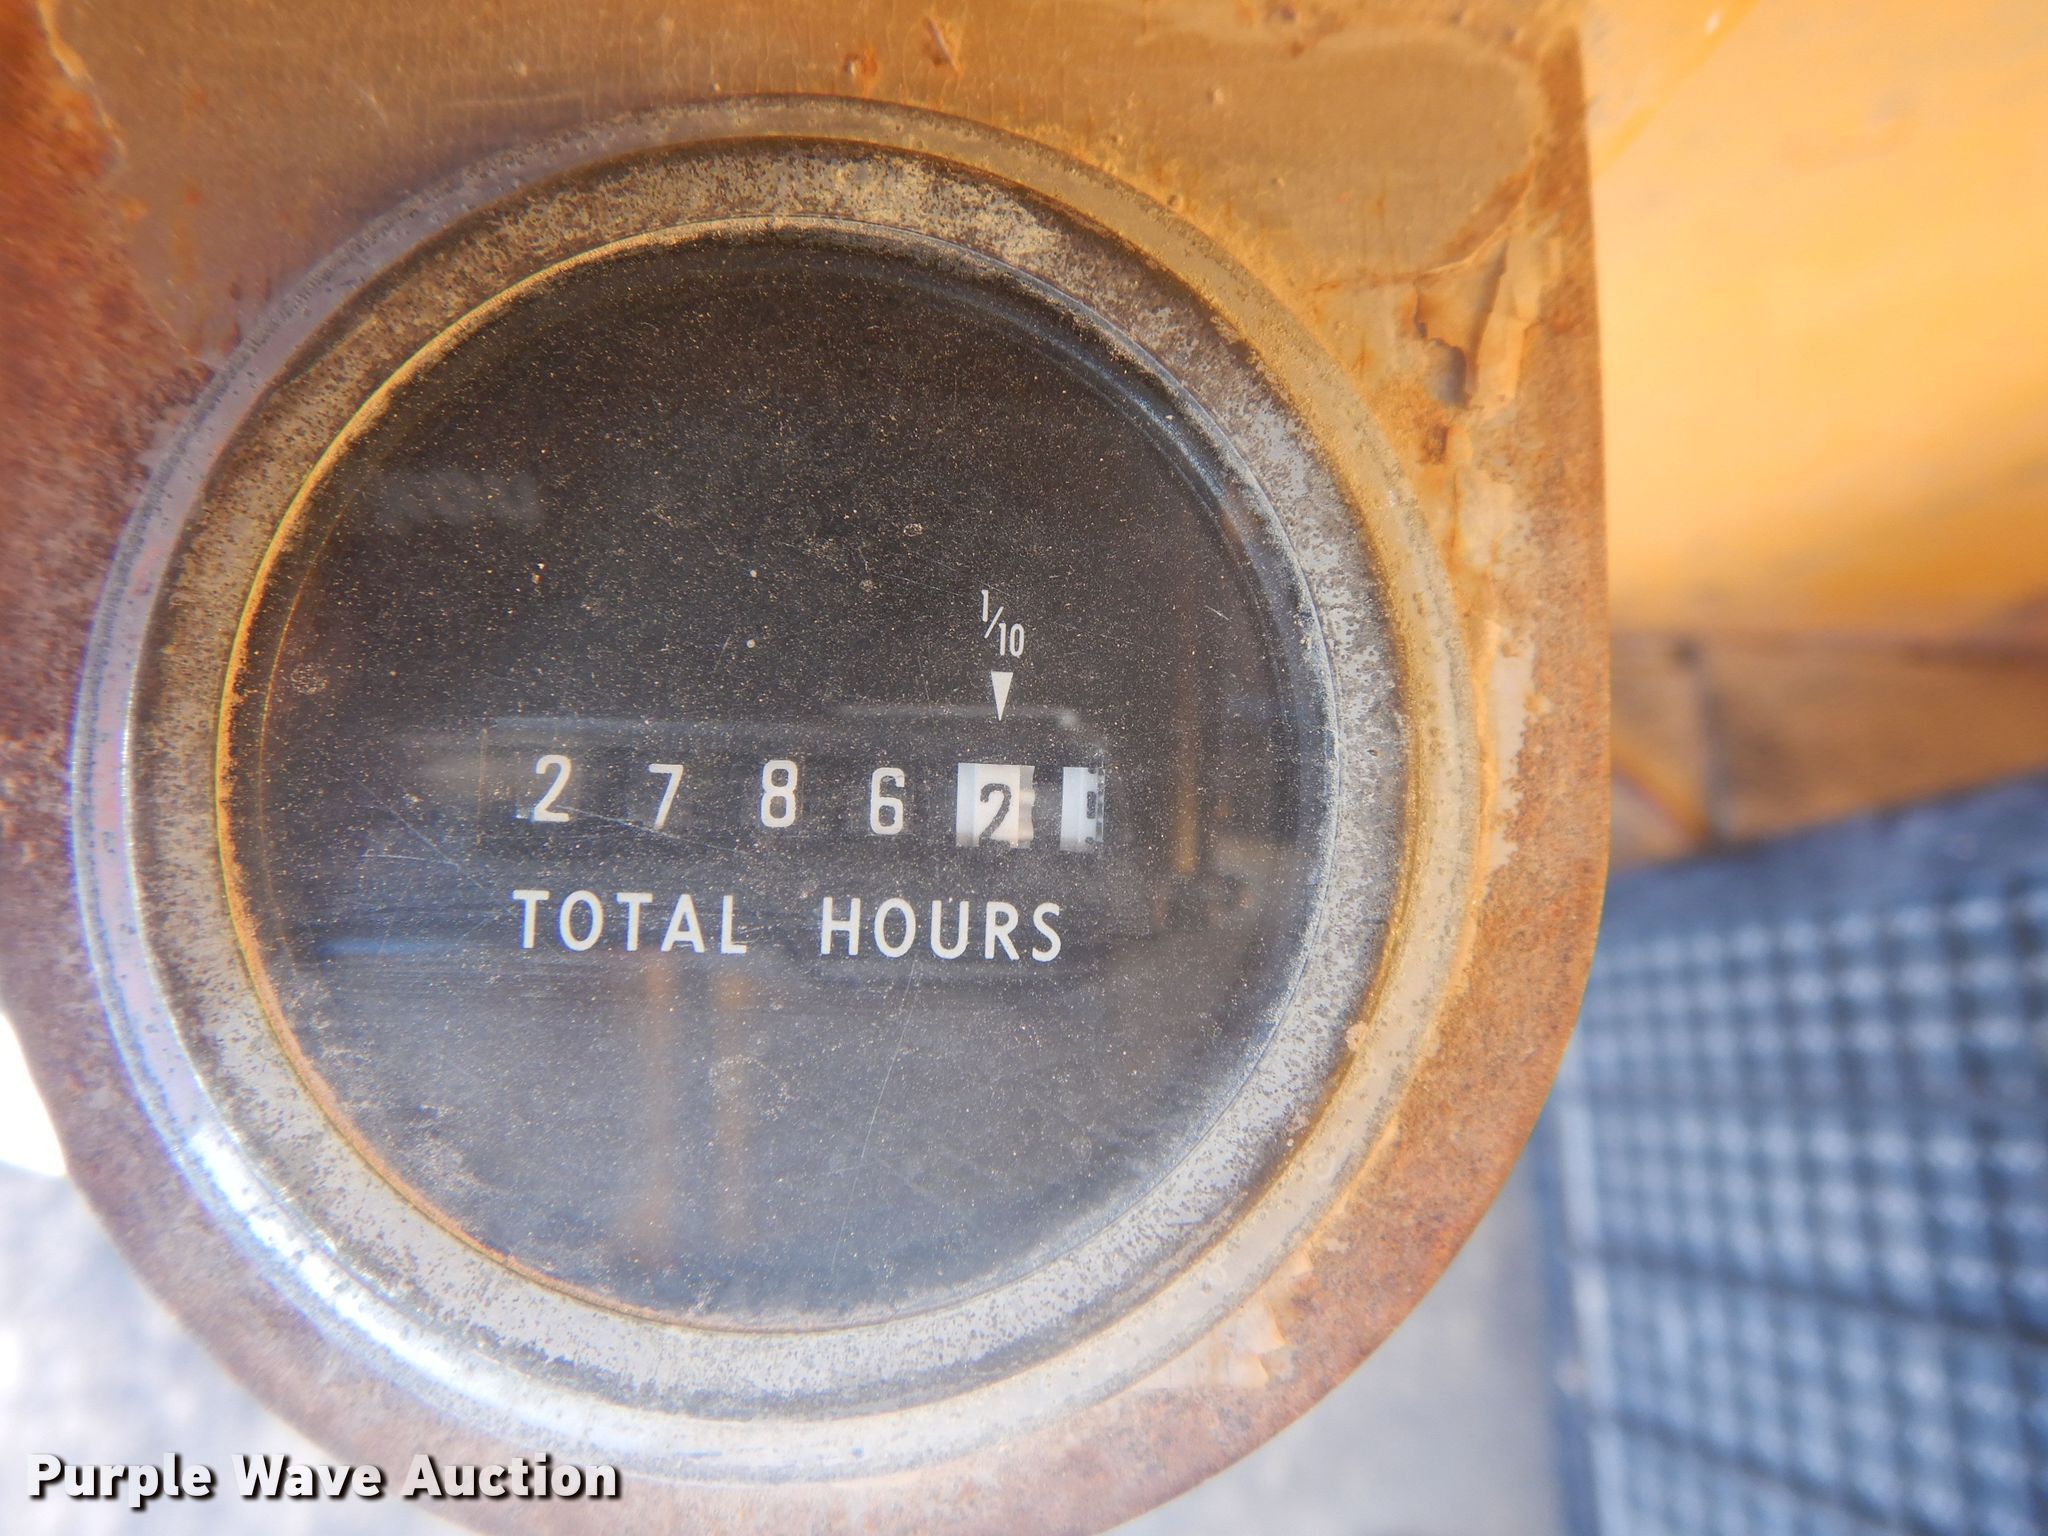 1/10
2 7 8 6 2
TOTAL HOURS
Purple Wave Auction